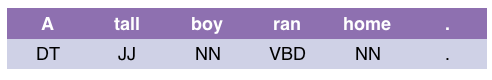 A tall boy ran home .
DT JJ NN VBD NN .